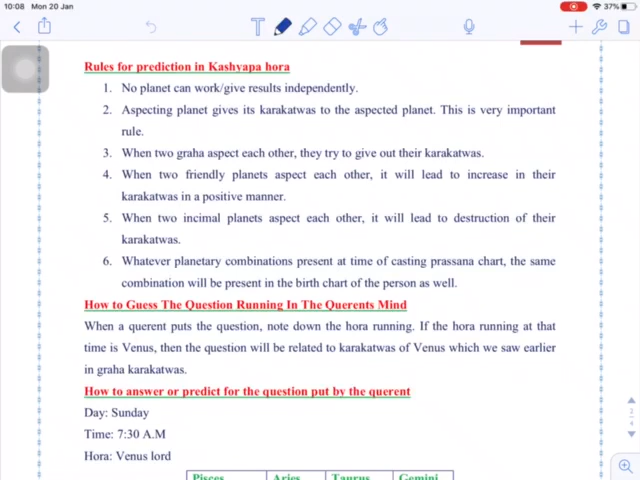 10:08 Mon 20 Jan
37%
Rules for prediction in Kashyapa hora
1. No planet can work/give results independently.
2. Aspecting planet gives its karakatwas to the aspected planet. This is very important
rule.
3. When two graha aspect each other, they try to give out their karakatwas.
4. When two friendly planets aspect each other, it will lead to increase in their
karakatwas in a positive manner.
5. When two incimal planets aspect each other, it will lead to destruction of their
karakatwas.
6. Whatever planetary combinations present at time of casting prassana chart, the same
combination will be present in the birth chart of the person as well.
How to Guess The Question Running In The Querents Mind
When a querent puts the question, note down the hora running. If the hora running at that
time is Venus, then the question will be related to karakatwas of Venus which we saw earlier
in graha karakatwas.
How to answer or predict for the question put by the querent
Day: Sunday
Time: 7:30 A.M
Hora: Venus lord
Pisces Aries Taurus Gemini